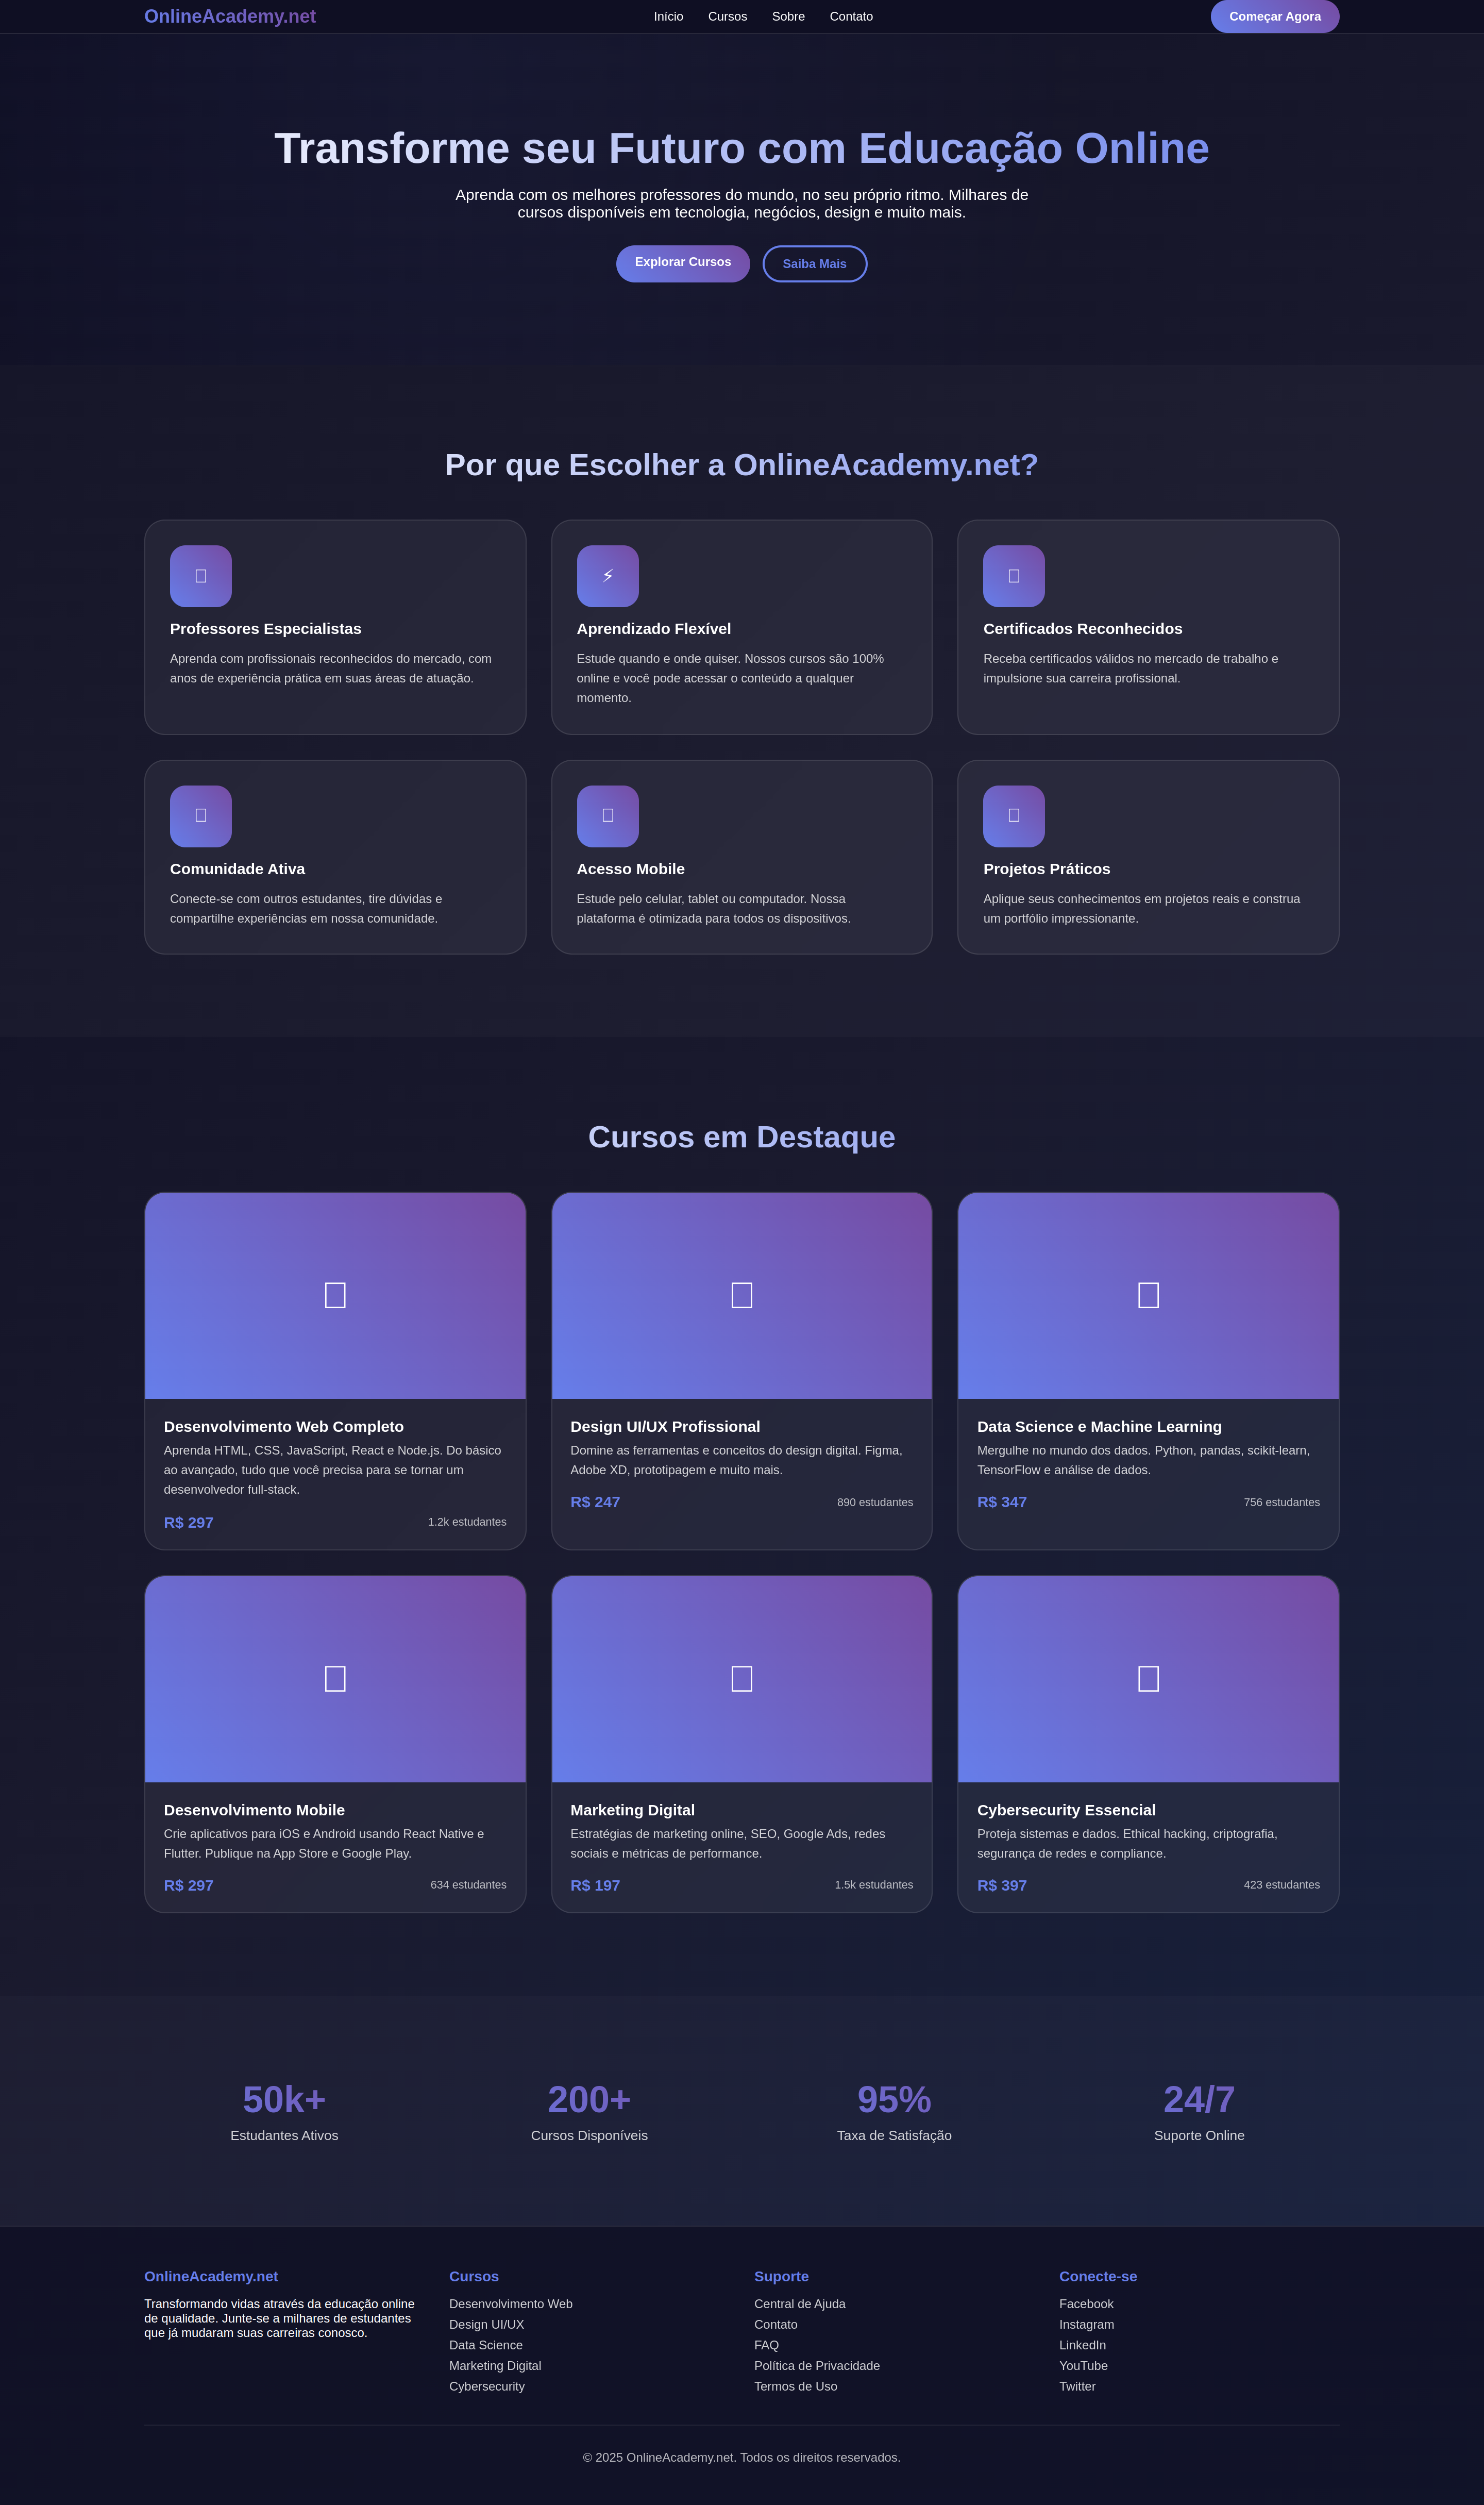 OnlineAcademy.net
Início
Cursos
Sobre
Contato
Começar Agora
Transforme seu Futuro com Educação Online
Aprenda com os melhores professores do mundo, no seu próprio ritmo. Milhares de
cursos disponíveis em tecnologia, negócios, design e muito mais.
Explorar Cursos
Saiba Mais
Por que Escolher a OnlineAcademy.net?
Professores Especialistas
Aprenda com profissionais reconhecidos do mercado, com
anos de experiência prática em suas áreas de atuação.
Aprendizado Flexível
Estude quando e onde quiser. Nossos cursos são 100%
online e você pode acessar o conteúdo a qualquer
momento.
Certificados Reconhecidos
Receba certificados válidos no mercado de trabalho e
impulsione sua carreira profissional.
Comunidade Ativa
Conecte-se com outros estudantes, tire dúvidas e
compartilhe experiências em nossa comunidade.
Acesso Mobile
Estude pelo celular, tablet ou computador. Nossa
plataforma é otimizada para todos os dispositivos.
Projetos Práticos
Aplique seus conhecimentos em projetos reais e construa
um portfólio impressionante.
Cursos em Destaque
Desenvolvimento Web Completo
Aprenda HTML, CSS, JavaScript, React e Node.js. Do básico
ao avançado, tudo que você precisa para se tornar um
desenvolvedor full-stack.
R$ 297
1.2k estudantes
Design UI/UX Profissional
Domine as ferramentas e conceitos do design digital. Figma,
Adobe XD, prototipagem e muito mais.
R$ 247
890 estudantes
Data Science e Machine Learning
Mergulhe no mundo dos dados. Python, pandas, scikit-learn,
TensorFlow e análise de dados.
R$ 347
756 estudantes
Desenvolvimento Mobile
Crie aplicativos para iOS e Android usando React Native e
Flutter. Publique na App Store e Google Play.
R$ 297
634 estudantes
Marketing Digital
Estratégias de marketing online, SEO, Google Ads, redes
sociais e métricas de performance.
R$ 197
1.5k estudantes
Cybersecurity Essencial
Proteja sistemas e dados. Ethical hacking, criptografia,
segurança de redes e compliance.
R$ 397
423 estudantes
50k+
Estudantes Ativos
200+
Cursos Disponíveis
95%
Taxa de Satisfação
24/7
Suporte Online
OnlineAcademy.net
Transformando vidas através da educação online
de qualidade. Junte-se a milhares de estudantes
que já mudaram suas carreiras conosco.
Cursos
Desenvolvimento Web
Design UI/UX
Data Science
Marketing Digital
Cybersecurity
Suporte
Central de Ajuda
Contato
FAQ
Política de Privacidade
Termos de Uso
Conecte-se
Facebook
Instagram
LinkedIn
YouTube
Twitter
© 2025 OnlineAcademy.net. Todos os direitos reservados.